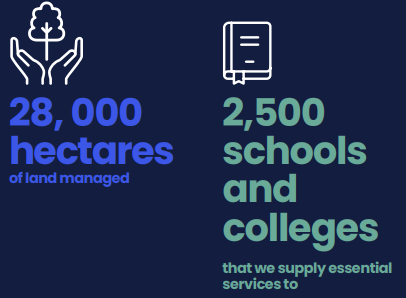 28, 000
hectares
of land managed
2,500
schools
and
colleges
that we supply essential
services to